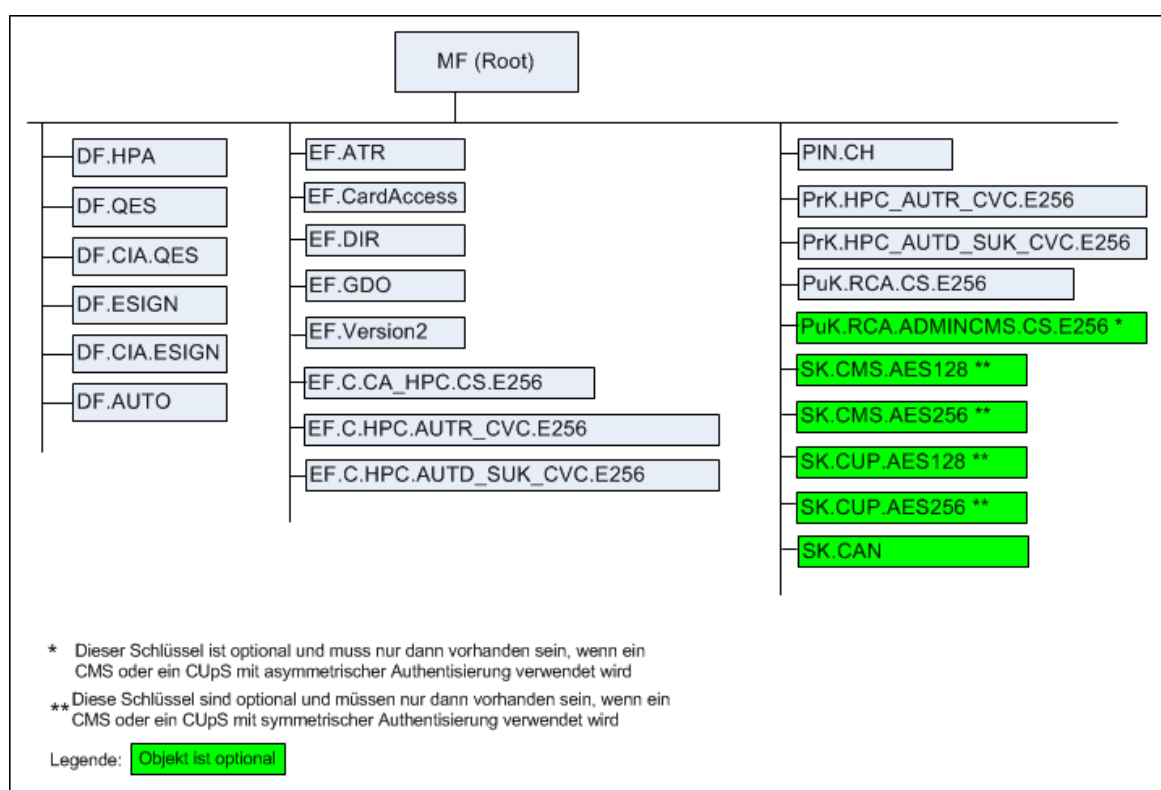 MF (Root)
DF.HPA
DF.QES
DF.CIA.QES
DF.ESIGN
DF.CIA.ESIGN
DF.AUTO
EF.ATR
EF.CardAccess
EF.DIR
EF.GDO
EF.Version2
EF.C.CA_HPC.CS.E256
EF.C.HPC.AUTR_CVC.E256
EF.C.HPC.AUTD_SUK_CVC.E256
PIN.CH
PrK.HPC_AUTR_CVC.E256
PrK.HPC_AUTD_SUK_CVC.E256
PuK.RCA.CS.E256
PuK.RCA.ADMINCMS.CS.E256 *
SK.CMS.AES128 **
SK.CMS.AES256 **
SK.CUP.AES128 **
SK.CUP.AES256 **
SK.CAN
* Dieser Schlüssel ist optional und muss nur dann vorhanden sein, wenn ein
CMS oder ein CUpS mit asymmetrischer Authentisierung verwendet wird
** Diese Schlüssel sind optional und müssen nur dann vorhanden sein, wenn ein
CMS oder ein CUpS mit symmetrischer Authentisierung verwendet wird
Legende: Objekt ist optional